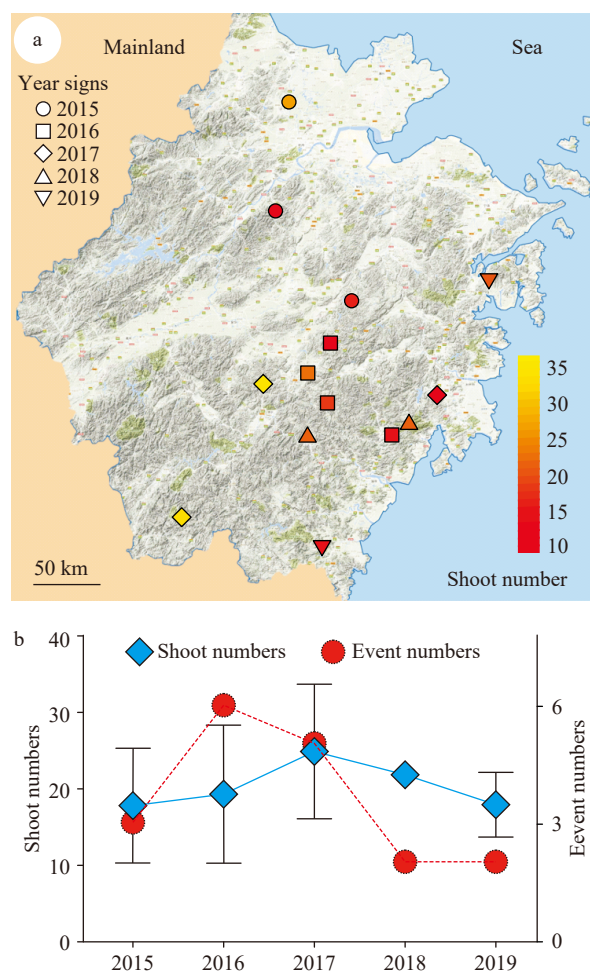 a
Mainland
Sea
Year signs
2015
2016
2017
2018
2019
35
30
25
20
15
10
50 km
Shoot number
b
40
30
20
10
0
Shoot numbers
Shoot numbers
Event numbers
6
3
0
Eevent numbers
2015 2016 2017 2018 2019